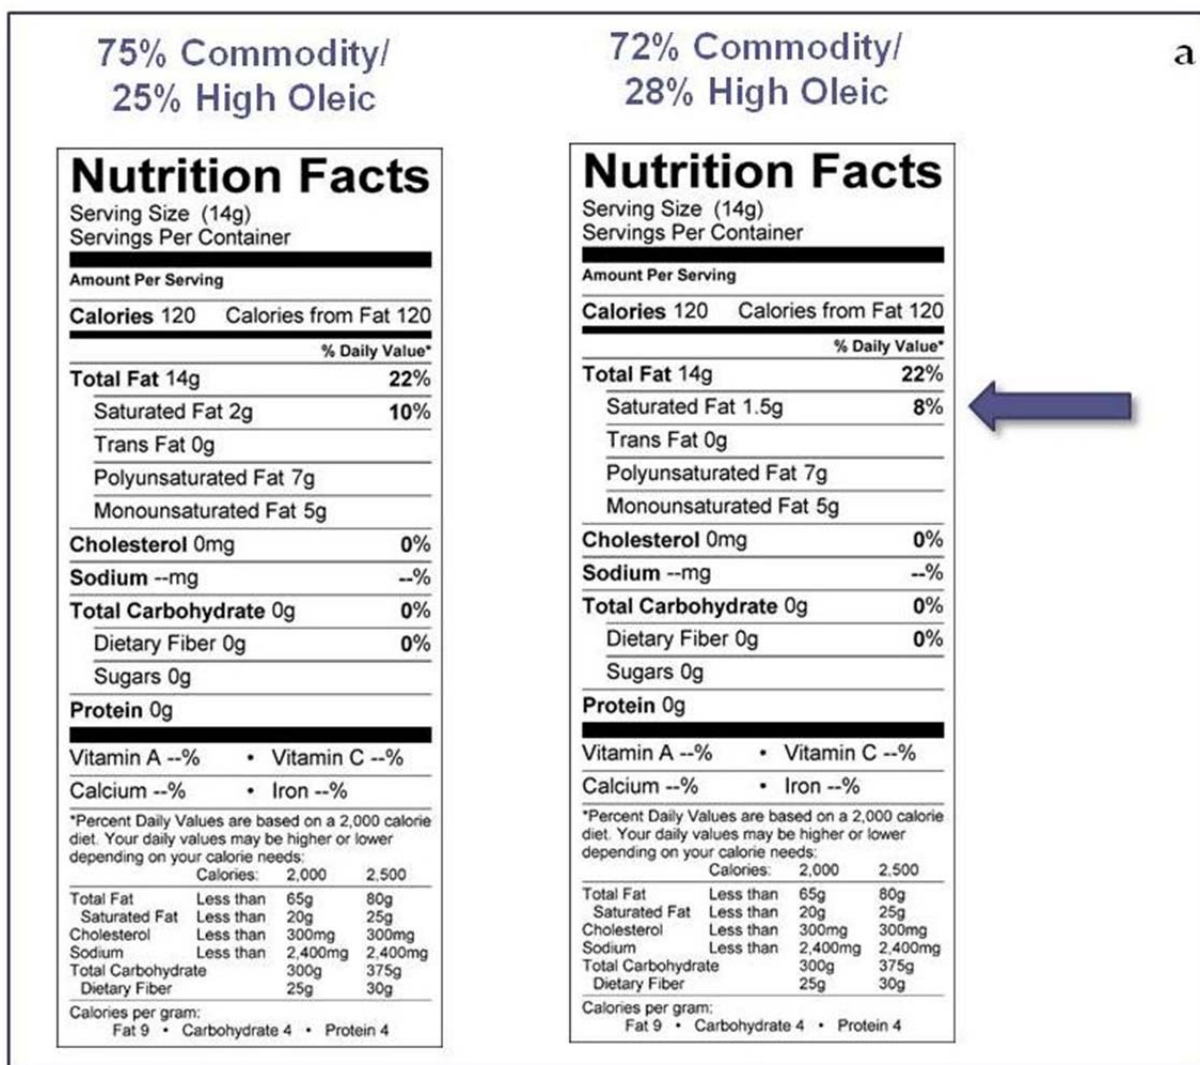 75% Commodity/
25% High Oleic
Nutrition Facts
Serving Size (14g)
Servings Per Container
Amount Per Serving
Calories 120 Calories from Fat 120
% Daily Value*
Total Fat 14g 22%
Saturated Fat 2g 10%
Trans Fat 0g
Polyunsaturated Fat 7g
Monounsaturated Fat 5g
Cholesterol 0mg 0%
Sodium --mg --%
Total Carbohydrate 0g 0%
Dietary Fiber 0g 0%
Sugars 0g
Protein 0g
Vitamin A --% • Vitamin C --%
Calcium --% • Iron --%
*Percent Daily Values are based on a 2,000 calorie
diet. Your daily values may be higher or lower
depending on your calorie needs:
Calories: 2,000 2,500
Total Fat Less than 65g 80g
Saturated Fat Less than 20g 25g
Cholesterol Less than 300mg 300mg
Sodium Less than 2,400mg 2,400mg
Total Carbohydrate 300g 375g
Dietary Fiber 25g 30g
Calories per gram:
Fat 9 • Carbohydrate 4 • Protein 4
72% Commodity/
28% High Oleic
Nutrition Facts
Serving Size (14g)
Servings Per Container
Amount Per Serving
Calories 120 Calories from Fat 120
% Daily Value*
Total Fat 14g 22%
Saturated Fat 1.5g 8%
Trans Fat 0g
Polyunsaturated Fat 7g
Monounsaturated Fat 5g
Cholesterol 0mg 0%
Sodium --mg --%
Total Carbohydrate 0g 0%
Dietary Fiber 0g 0%
Sugars 0g
Protein 0g
Vitamin A --% • Vitamin C --%
Calcium --% • Iron --%
*Percent Daily Values are based on a 2,000 calorie
diet. Your daily values may be higher or lower
depending on your calorie needs:
Calories: 2,000 2,500
Total Fat Less than 65g 80g
Saturated Fat Less than 20g 25g
Cholesterol Less than 300mg 300mg
Sodium Less than 2,400mg 2,400mg
Total Carbohydrate 300g 375g
Dietary Fiber 25g 30g
Calories per gram:
Fat 9 • Carbohydrate 4 • Protein 4
a